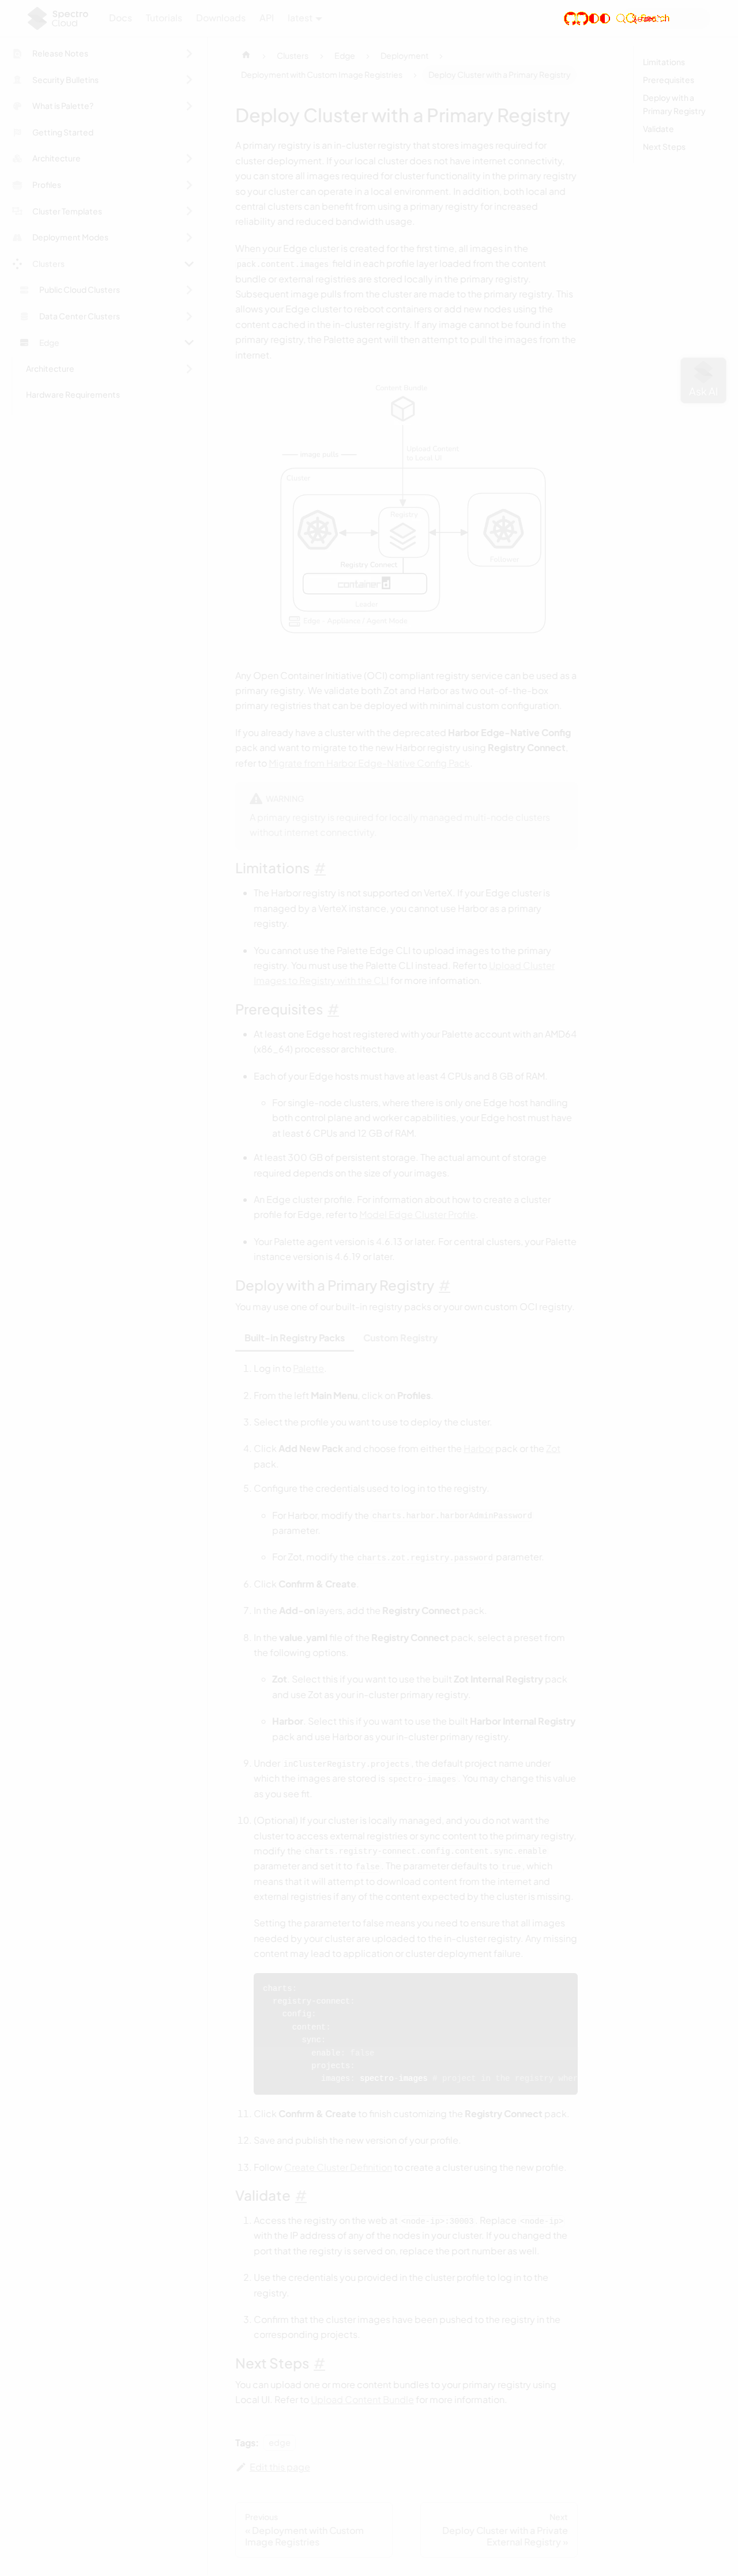 Spectro
Cloud
Docs
Tutorials
Downloads
API
latest
Release Notes
Security Bulletins
What is Palette?
Getting Started
Architecture
Profiles
Cluster Templates
Deployment Modes
Clusters
Public Cloud Clusters
Data Center Clusters
Edge
Architecture
Hardware Requirements
Clusters
Edge
Deployment
Deployment with Custom Image Registries
Deploy Cluster with a Primary Registry
Limitations
Prerequisites
Deploy with a
Primary Registry
Validate
Next Steps
Ask AI
Deploy Cluster with a Primary Registry
A primary registry is an in-cluster registry that stores images required for
cluster deployment. If your local cluster does not have internet connectivity,
you can store all images required for cluster functionality in the primary registry
so your cluster can operate in a local environment. In addition, both local and
central clusters can benefit from using a primary registry for increased
reliability and reduced bandwidth usage.
When your Edge cluster is created for the first time, all images in the
pack.content.images field in each profile layer loaded from the content
bundle or external registries are stored locally in the primary registry.
Subsequent image pulls from the cluster are made to the primary registry. This
allows your Edge cluster to reboot containers or add new nodes using the
content cached in the in-cluster registry. If any image cannot be found in the
primary registry, the Palette agent will then attempt to pull the images from the
internet.
Content Bundle
Upload Content
to Local UI
Image pulls
Cluster
Registry
Registry Connect
containerd
Leader
Follower
Edge - Appliance / Agent Mode
Any Open Container Initiative (OCI) compliant registry service can be used as a
primary registry. We validate both Zot and Harbor as two out-of-the-box
primary registries that can be deployed with minimal custom configuration.
If you already have a cluster with the deprecated Harbor Edge-Native Config
pack and want to migrate to the new Harbor registry using Registry Connect,
refer to Migrate from Harbor Edge-Native Config Pack.
WARNING
A primary registry is required for locally managed multi-node clusters
without internet connectivity.
Limitations #
• The Harbor registry is not supported on VerteX. If your Edge cluster is
managed by a VerteX instance, you cannot use Harbor as a primary
registry.
• You cannot use the Palette Edge CLI to upload images to the primary
registry. You must use the Palette CLI instead. Refer to Upload Cluster
Images to Registry with the CLI for more information.
Prerequisites #
• At least one Edge host registered with your Palette account with an AMD64
(x86_64) processor architecture.
• Each of your Edge hosts must have at least 4 CPUs and 8 GB of RAM.
◦ For single-node clusters, where there is only one Edge host handling
both control plane and worker capabilities, your Edge host must have
at least 6 CPUs and 12 GB of RAM.
• At least 300 GB of persistent storage. The actual amount of storage
required depends on the size of your images.
• An Edge cluster profile. For information about how to create a cluster
profile for Edge, refer to Model Edge Cluster Profile.
• Your Palette agent version is 4.6.13 or later. For central clusters, your Palette
instance version is 4.6.19 or later.
Deploy with a Primary Registry #
You may use one of our built-in registry packs or your own custom OCI registry.
Built-in Registry Packs
Custom Registry
1. Log in to Palette.
2. From the left Main Menu, click on Profiles.
3. Select the profile you want to use to deploy the cluster.
4. Click Add New Pack and choose from either the Harbor pack or the Zot
pack.
5. Configure the credentials used to log in to the registry.
◦ For Harbor, modify the charts.harbor.harborAdminPassword
parameter.
◦ For Zot, modify the charts.zot.registry.password parameter.
6. Click Confirm & Create.
7. In the Add-on layers, add the Registry Connect pack.
8. In the value.yaml file of the Registry Connect pack, select a preset from
the following options.
◦ Zot. Select this if you want to use the built Zot Internal Registry pack
and use Zot as your in-cluster primary registry.
◦ Harbor. Select this if you want to use the built Harbor Internal Registry
pack and use Harbor as your in-cluster primary registry.
9. Under inClusterRegistry.projects, the default project name under
which the images are stored is spectro-images. You may change this value
as you see fit.
10. (Optional) If your cluster is locally managed, and you do not want the
cluster to access external registries or sync content to the primary registry,
modify the charts.registry-connect.config.content.sync.enable
parameter and set it to false. The parameter defaults to true, which
means that it will attempt to download content from the internet and
external registries if any of the content expected by the cluster is missing.
Setting the parameter to false means you need to ensure that all images
needed by your cluster are uploaded to the in-cluster registry. Any missing
content may lead to application or cluster deployment failure.
charts:
registry-connect:
config:
content:
sync:
enable: false
projects:
images: spectro-images # project in the registry wher
11. Click Confirm & Create to finish customizing the Registry Connect pack.
12. Save and publish the new version of your profile.
13. Follow Create Cluster Definition to create a cluster using the new profile.
Validate #
1. Access the registry on the web at <node-ip>:30003. Replace <node-ip>
with the IP address of any of the nodes in your cluster. If you changed the
port that the registry is served on, replace the port number as well.
2. Use the credentials you provided in the cluster profile to log in to the
registry.
3. Confirm that the cluster images have been pushed to the registry in the
corresponding projects.
Next Steps #
You can upload one or more content bundles to your primary registry using
Local UI. Refer to Upload Content Bundle for more information.
Tags:
edge
Edit this page
Previous
« Deployment with Custom
Image Registries
Next
Deploy Cluster with a Private
External Registry »